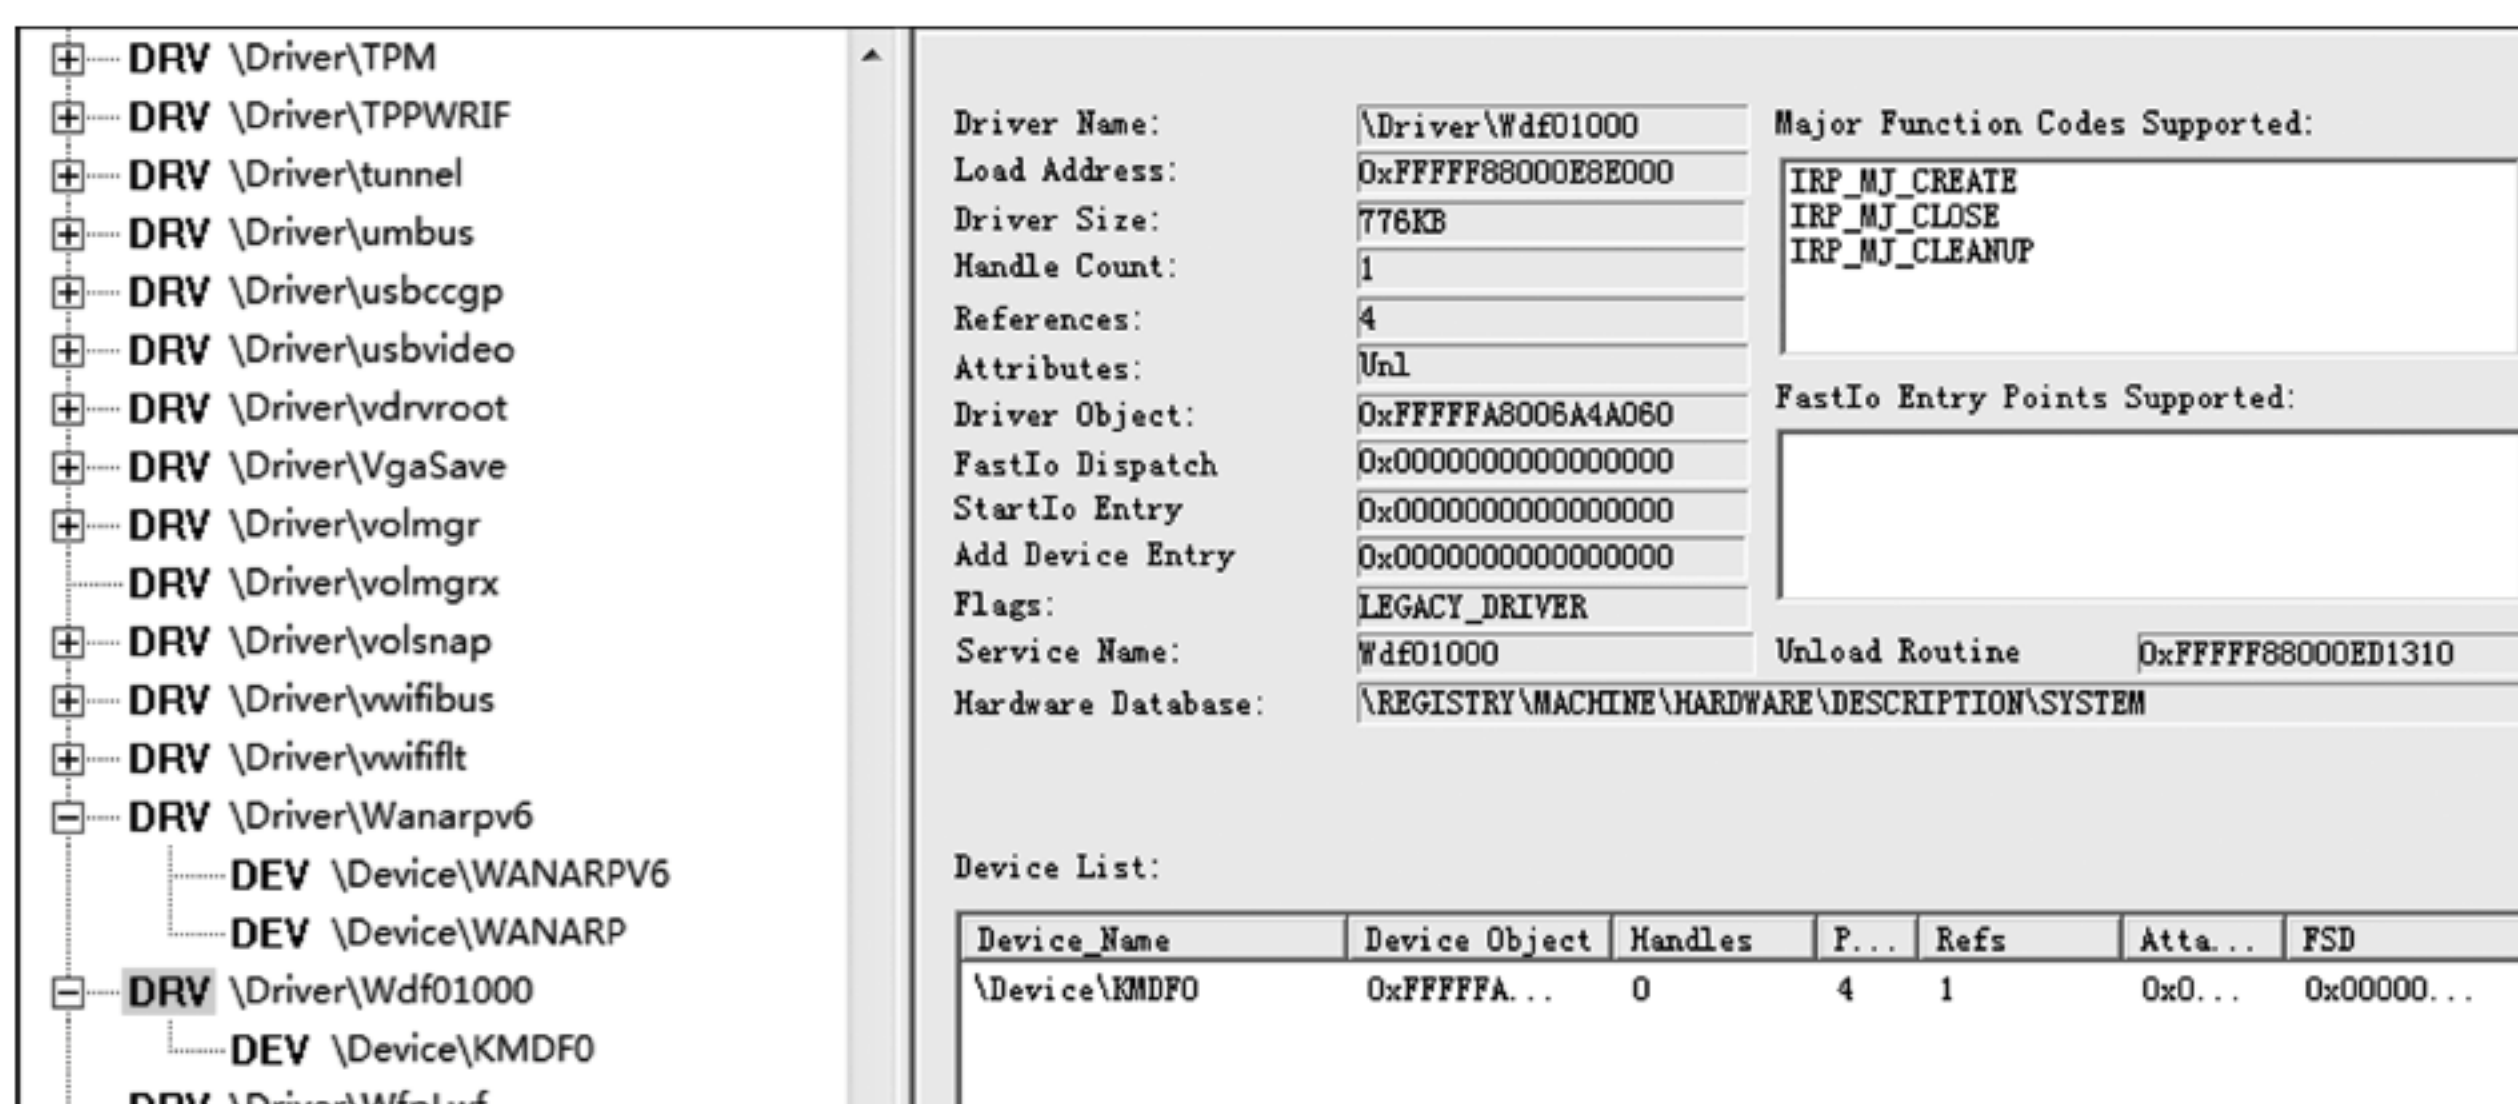 DRV \Driver\TPM
DRV \Driver\TPPWRIF
DRV \Driver\tunnel
DRV \Driver\umbus
DRV \Driver\usbccgp
DRV \Driver\usbvideo
DRV \Driver\vdrvroot
DRV \Driver\VgaSave
DRV \Driver\volmgr
DRV \Driver\volmgrx
DRV \Driver\volsnap
DRV \Driver\vwifibus
DRV \Driver\vwififlt
DRV \Driver\Wanarpv6
DEV \Device\WANARPV6
DEV \Device\WANARP
DRV \Driver\Wdf01000
DEV \Device\KMDF0
DRV \Driver\WfpLwf
Driver Name: \Driver\Wdf01000
Load Address: 0xFFFFF88000E8E000
Driver Size: 776KB
Handle Count: 1
References: 4
Attributes: Unl
Driver Object: 0xFFFFFA8006A4A060
FastIo Dispatch 0x0000000000000000
StartIo Entry 0x0000000000000000
Add Device Entry 0x0000000000000000
Flags: LEGACY_DRIVER
Service Name: Wdf01000
Hardware Database: \REGISTRY\MACHINE\HARDWARE\DESCRIPTION\SYSTEM
Major Function Codes Supported:
IRP_MJ_CREATE
IRP_MJ_CLOSE
IRP_MJ_CLEANUP
FastIo Entry Points Supported:
Unload Routine 0xFFFFF88000ED1310
Device List:
Device_Name Device Object Handles P... Refs Atta... FSD
\Device\KMDF0 0xFFFFFA... 0 4 1 0x0... 0x00000...